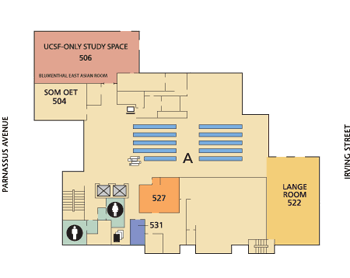 UCSF-ONLY STUDY SPACE
506
BLUMENTHAL EAST ASIAN ROOM
SOM OET
504
PARNASSUS AVENUE
IRVING STREET
A
LANGE
ROOM
522
527
531